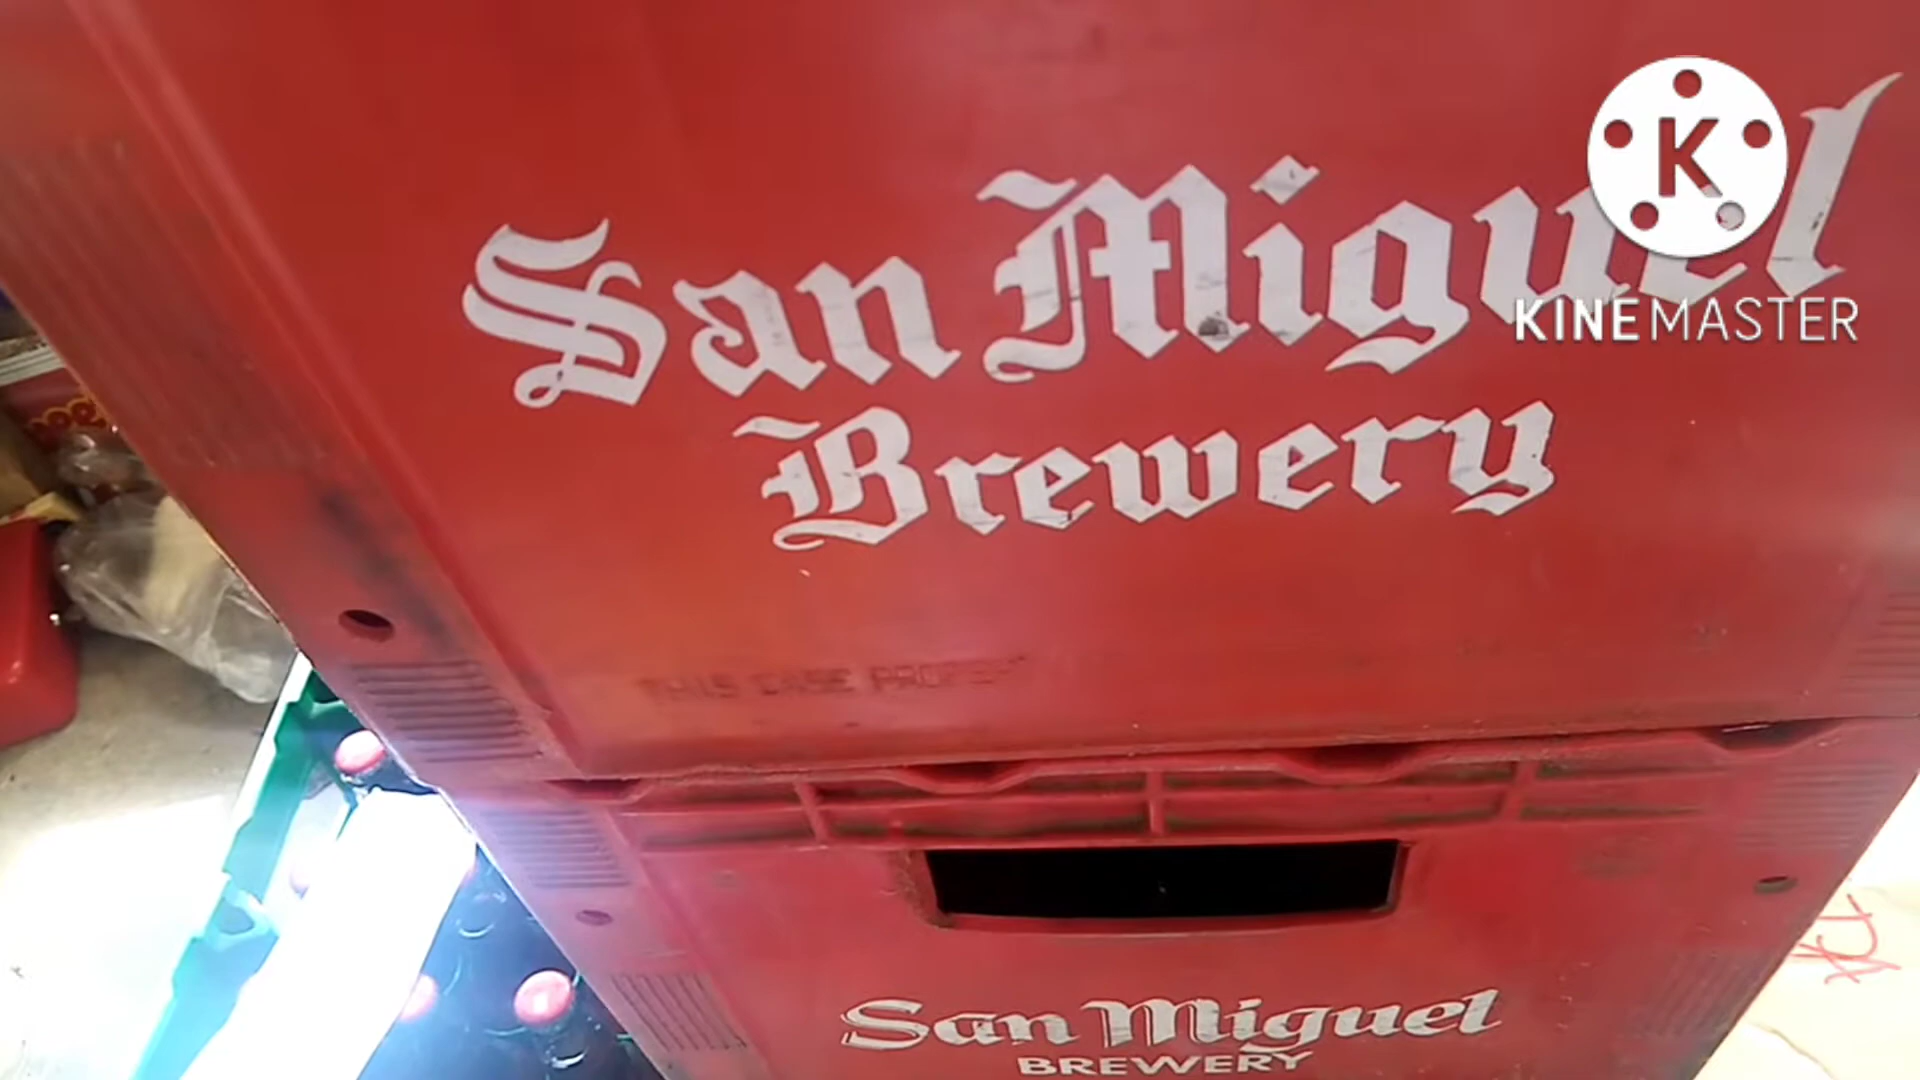 San Miguel
Brewery
K
KINEMASTER
THIS CASE PROPERTY
San Miguel
BREWERY